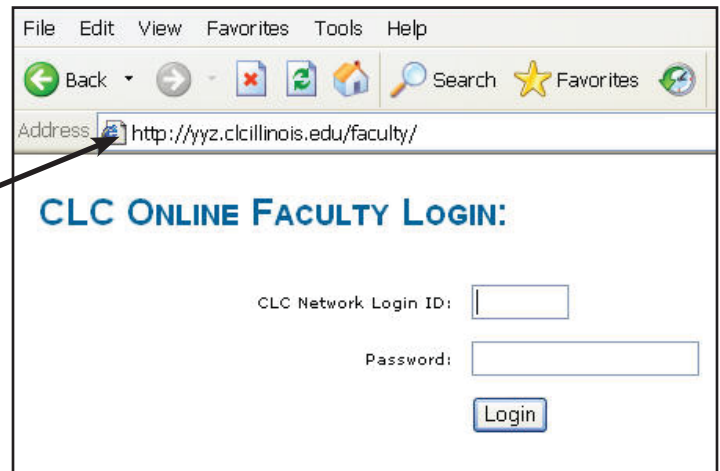 File Edit View Favorites Tools Help
Back Search Favorites
Address http://yyz.clcillinois.edu/faculty/
CLC ONLINE FACULTY LOGIN:
CLC Network Login ID:
Password:
Login